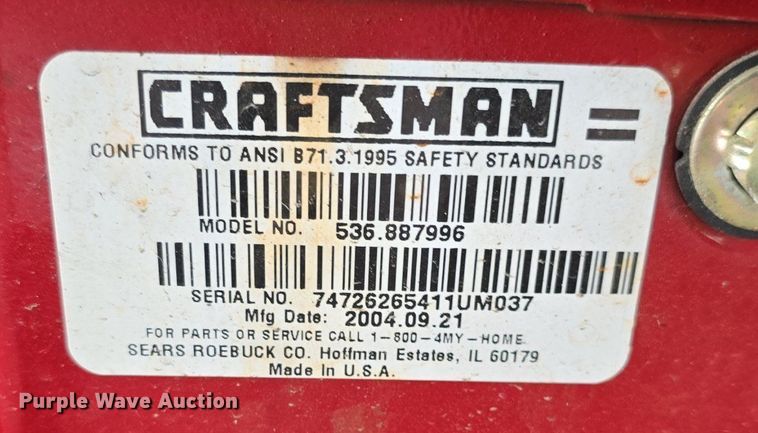 CRAFTSMAN
CONFORMS TO ANSI B71.3.1995 SAFETY STANDARDS
MODEL NO. 536.887996
SERIAL NO. 74726265411UM037
Mfg Date: 2004.09.21
FOR PARTS OR SERVICE CALL 1-800-4MY-HOME
SEARS ROEBUCK CO. Hoffman Estates, IL 60179
Made In U.S.A.
Purple Wave Auction